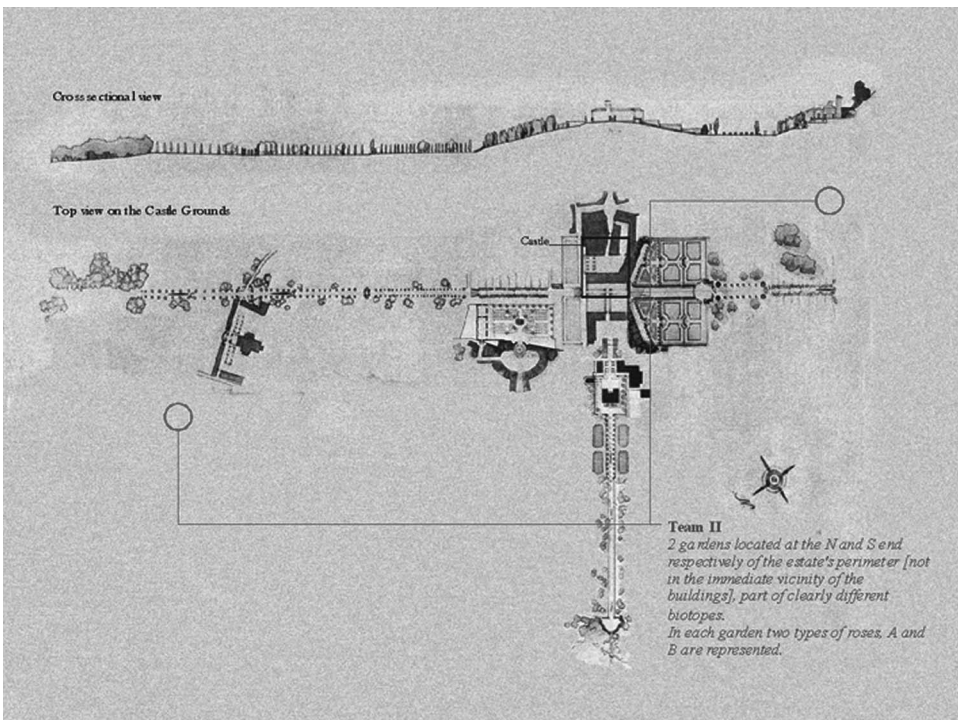 Cross sectional view
Top view on the Castle Grounds
Castle
Team II
2 gardens located at the N and S end
respectively of the estate's perimeter [not
in the immediate vicinity of the
buildings], part of clearly different
biotopes.
In each garden two types of roses, A and
B are represented.